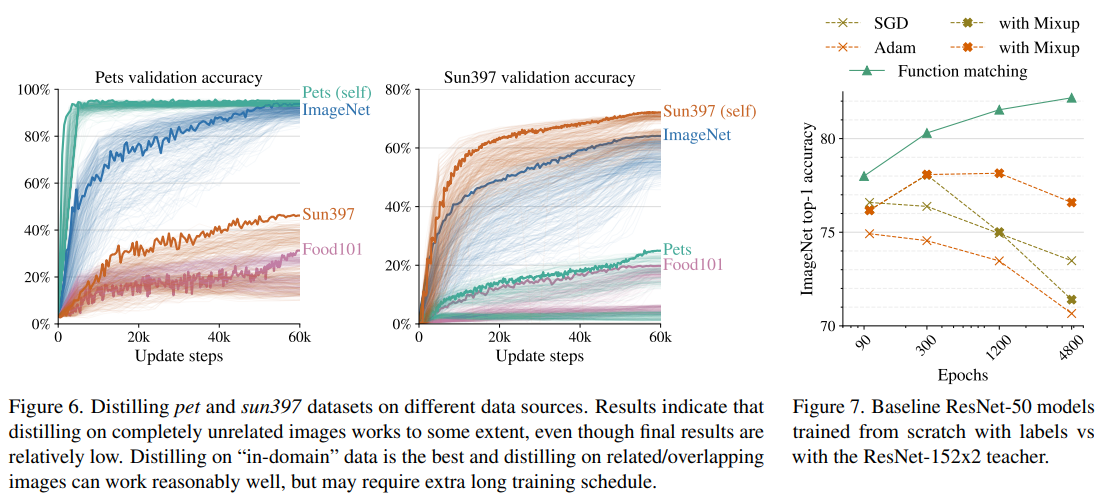 Pets validation accuracy
100%
80%
60%
40%
20%
0%
0
20k
40k
60k
Update steps
Pets (self)
ImageNet
Sun397
Food101
Sun397 validation accuracy
80%
60%
40%
20%
0%
0
20k
40k
60k
Update steps
Sun397 (self)
ImageNet
Pets
Food101
SGD
with Mixup
Adam
with Mixup
Function matching
ImageNet top-1 accuracy
80
75
70
90
300
1200
4800
Epochs
Figure 6. Distilling pet and sun397 datasets on different data sources. Results indicate that
distilling on completely unrelated images works to some extent, even though final results are
relatively low. Distilling on “in-domain” data is the best and distilling on related/overlapping
images can work reasonably well, but may require extra long training schedule.
Figure 7. Baseline ResNet-50 models
trained from scratch with labels vs
with the ResNet-152x2 teacher.